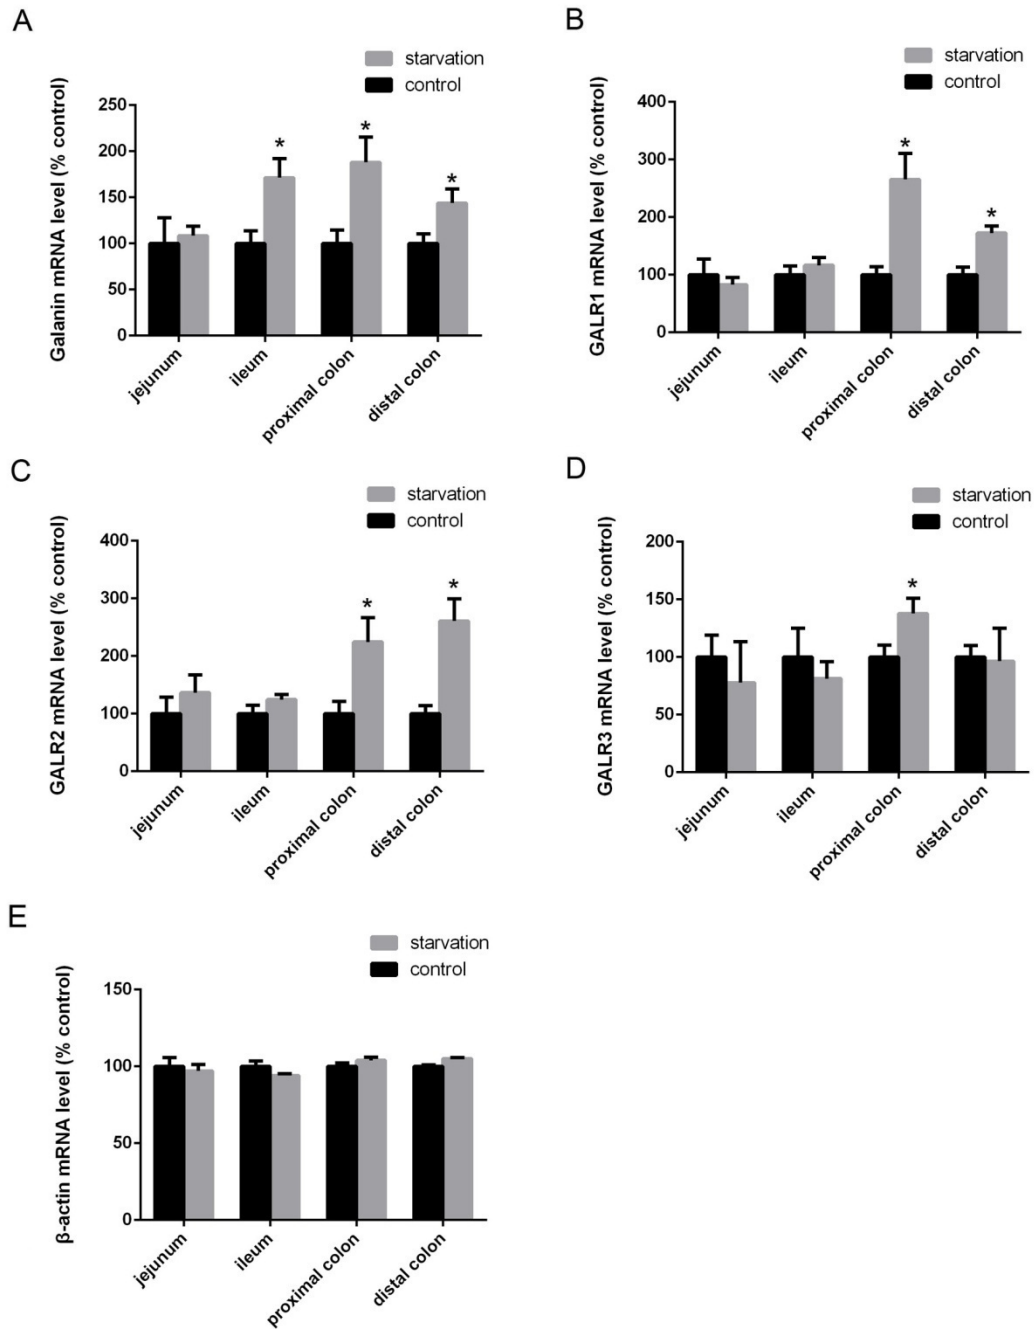 A
starvation
control
Galanin mRNA level (% control)
250
200
150
100
50
0
*
*
*
jejunum
ileum
proximal colon
distal colon
B
starvation
control
GALR1 mRNA level (% control)
400
300
200
100
0
*
*
jejunum
ileum
proximal colon
distal colon
C
starvation
control
GALR2 mRNA level (% control)
400
300
200
100
0
*
*
jejunum
ileum
proximal colon
distal colon
D
starvation
control
GALR3 mRNA level (% control)
200
150
100
50
0
*
jejunum
ileum
proximal colon
distal colon
E
starvation
control
β-actin mRNA level (% control)
150
100
50
0
jejunum
ileum
proximal colon
distal colon